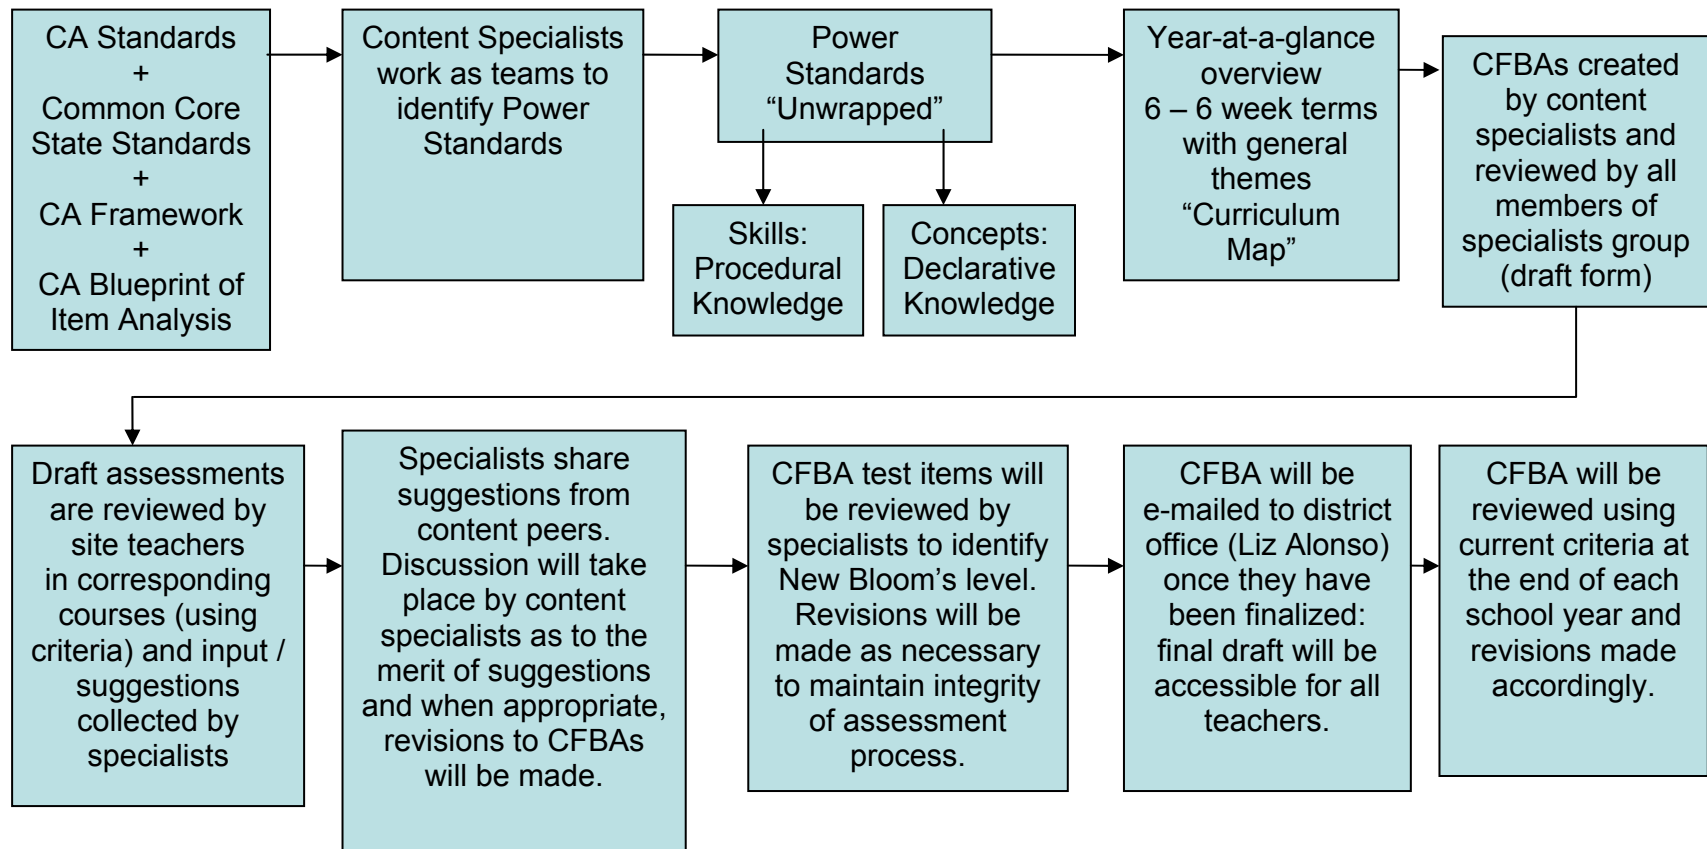 CA Standards
+
Common Core
State Standards
+
CA Framework
+
CA Blueprint of
Item Analysis
Content Specialists
work as teams to
identify Power
Standards
Power
Standards
“Unwrapped”
Skills:
Procedural
Knowledge
Concepts:
Declarative
Knowledge
Year-at-a-glance
overview
6 – 6 week terms
with general
themes
“Curriculum
Map”
CFBAs created
by content
specialists and
reviewed by all
members of
specialists group
(draft form)
Draft assessments
are reviewed by
site teachers
in corresponding
courses (using
criteria) and input /
suggestions
collected by
specialists
Specialists share
suggestions from
content peers.
Discussion will take
place by content
specialists as to the
merit of suggestions
and when appropriate,
revisions to CFBAs
will be made.
CFBA test items will
be reviewed by
specialists to identify
New Bloom’s level.
Revisions will be
made as necessary
to maintain integrity
of assessment
process.
CFBA will be
e-mailed to district
office (Liz Alonso)
once they have
been finalized:
final draft will be
accessible for all
teachers.
CFBA will be
reviewed using
current criteria at
the end of each
school year and
revisions made
accordingly.